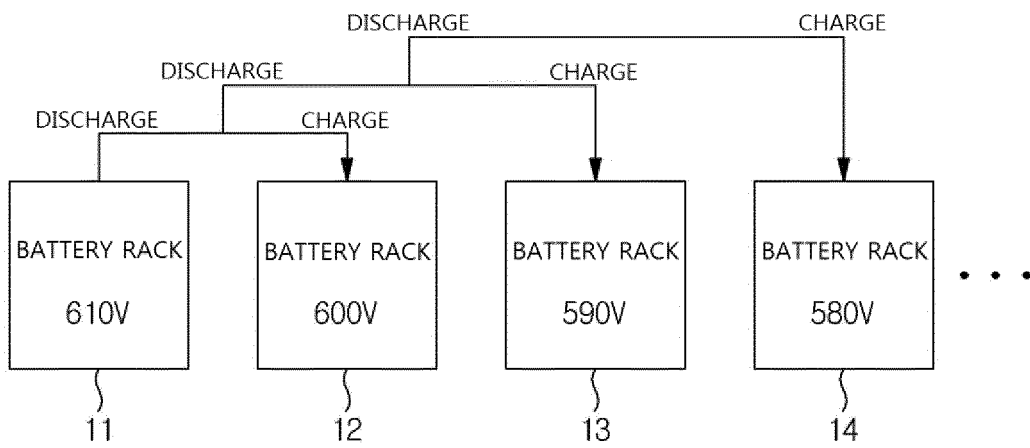 DISCHARGE CHARGE
DISCHARGE CHARGE
DISCHARGE CHARGE
BATTERY RACK BATTERY RACK BATTERY RACK BATTERY RACK
610V 600V 590V 580V
11 12 13 14